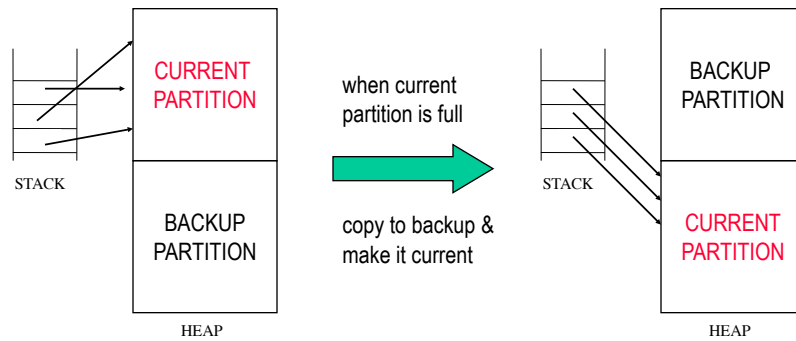 CURRENT
PARTITION
STACK
BACKUP
PARTITION
HEAP
when current
partition is full
copy to backup &
make it current
BACKUP
PARTITION
STACK
CURRENT
PARTITION
HEAP